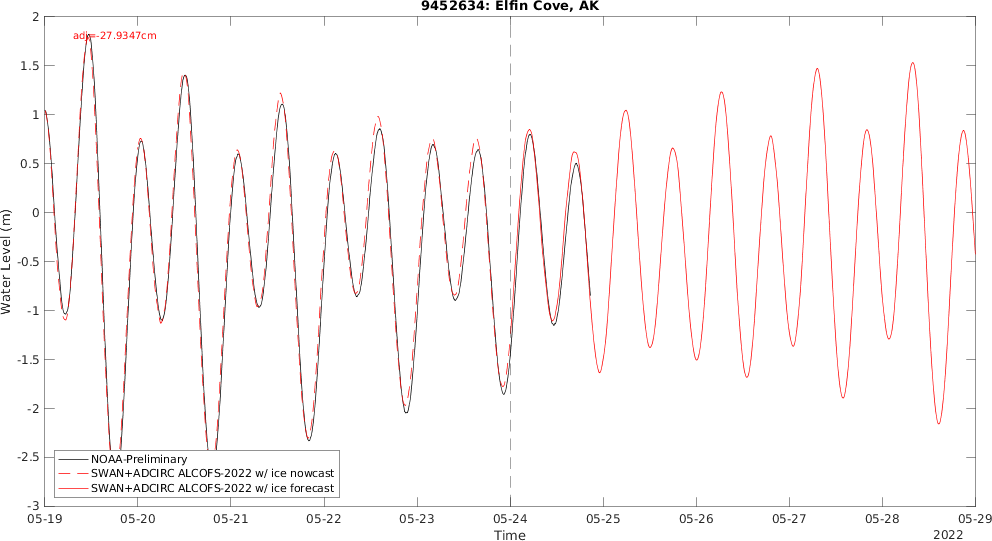 9452634: Elfin Cove, AK
2
1.5
1
0.5
0
-0.5
-1
-1.5
-2
-2.5
-3
Water Level (m)
adj=-27.9347cm
NOAA-Preliminary
SWAN+ADCIRC ALCOFS-2022 w/ ice nowcast
SWAN+ADCIRC ALCOFS-2022 w/ ice forecast
05-19 05-20 05-21 05-22 05-23 05-24 05-25 05-26 05-27 05-28 05-29
Time
2022